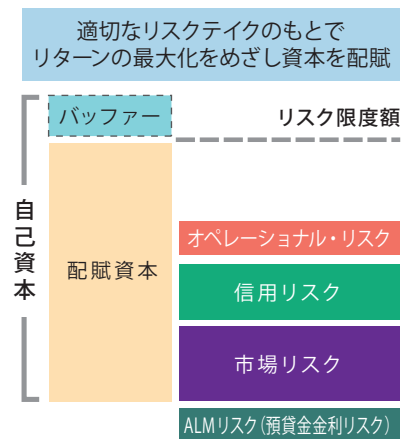 適切なリスクテイクのもとで
リターンの最大化をめざし資本を配賦
バッファー
リスク限度額
自己資本
配賦資本
オペレーショナル・リスク
信用リスク
市場リスク
ALMリスク(預貸金金利リスク)